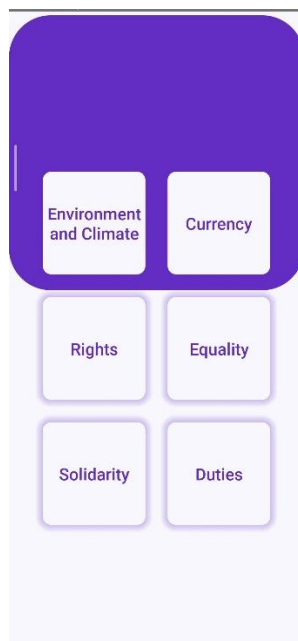 Environment
and Climate
Currency
Rights
Equality
Solidarity
Duties